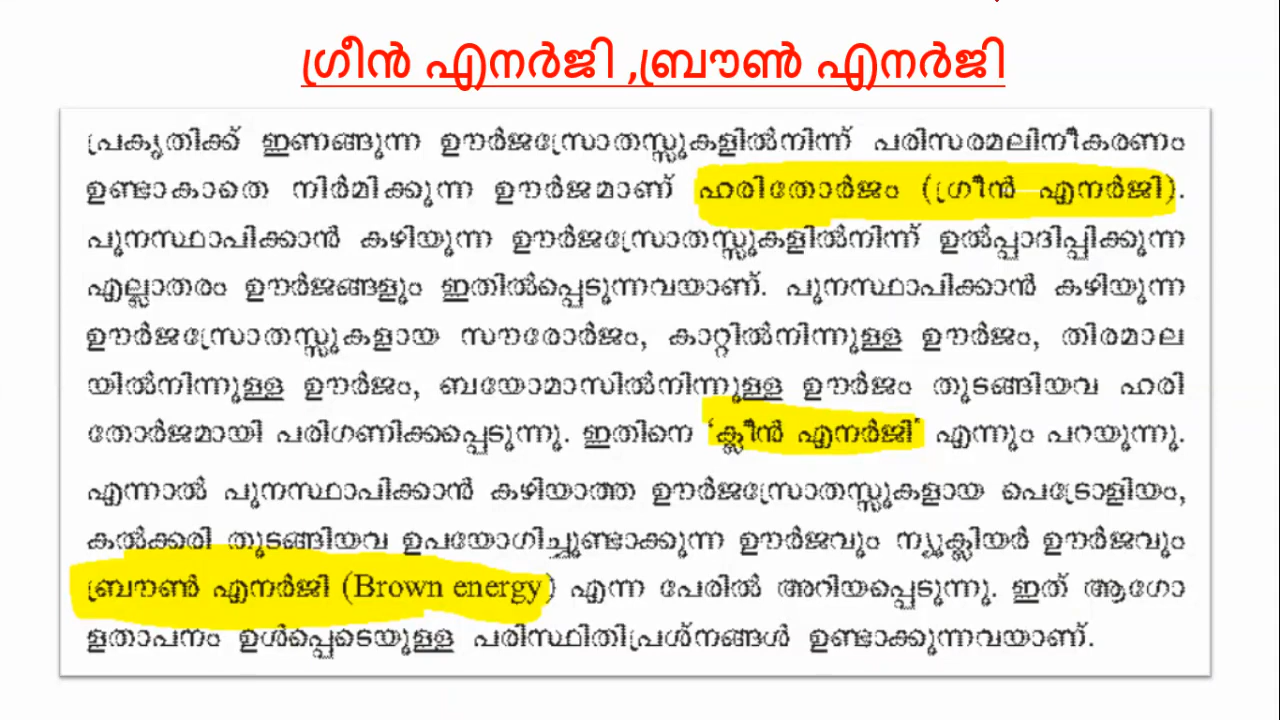 ഗ്രീൻ എനർജി ,ബ്രൗൺ എനർജി
പ്രകൃതിക്ക് ഇണങ്ങുന്ന ഊർജസ്രോതസ്സുകളിൽനിന്ന് പരിസരമലിനീകരണം
ഉണ്ടാകാതെ നിർമിക്കുന്ന ഊർജമാണ് ഹരിതോർജം (ഗ്രീൻ എനർജി).
പുനസ്ഥാപിക്കാൻ കഴിയുന്ന ഊർജസ്രോതസ്സുകളിൽനിന്ന് ഉൽപ്പാദിപ്പിക്കുന്ന
എല്ലാതരം ഊർജങ്ങളും ഇതിൽപ്പെടുന്നവയാണ്. പുനസ്ഥാപിക്കാൻ കഴിയുന്ന
ഊർജസ്രോതസ്സുകളായ സൗരോർജം, കാറ്റിൽനിന്നുള്ള ഊർജം, തിരമാല
യിൽനിന്നുള്ള ഊർജം, ബയോമാസിൽനിന്നുള്ള ഊർജം തുടങ്ങിയവ ഹരി
തോർജമായി പരിഗണിക്കപ്പെടുന്നു. ഇതിനെ ‘ക്ലീൻ എനർജി’ എന്നും പറയുന്നു.
എന്നാൽ പുനസ്ഥാപിക്കാൻ കഴിയാത്ത ഊർജസ്രോതസ്സുകളായ പെട്രോളിയം,
കൽക്കരി തുടങ്ങിയവ ഉപയോഗിച്ചുണ്ടാക്കുന്ന ഊർജവും ന്യൂക്ലിയർ ഊർജവും
ബ്രൗൺ എനർജി (Brown energy) എന്ന പേരിൽ അറിയപ്പെടുന്നു. ഇത് ആഗോ
ളതാപനം ഉൾപ്പെടെയുള്ള പരിസ്ഥിതിപ്രശ്നങ്ങൾ ഉണ്ടാക്കുന്നവയാണ്.